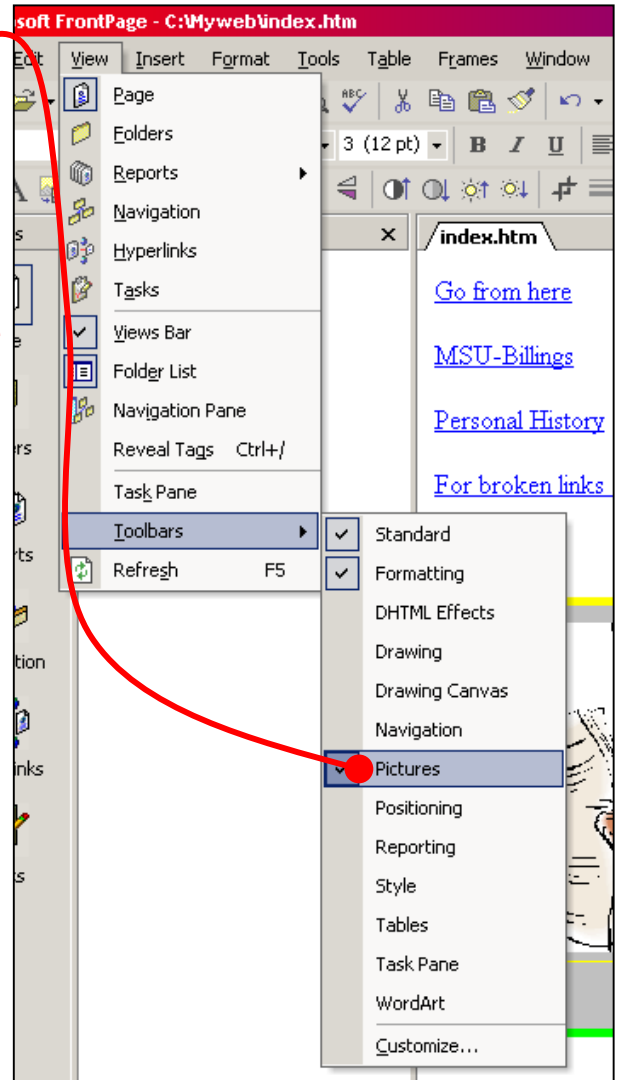 soft FrontPage - C:\Myweb\index.htm
Edit View Insert Format Tools Table Frames Window
Page
Folders
Reports
Navigation
Hyperlinks
Tasks
Views Bar
Folder List
Navigation Pane
Reveal Tags Ctrl+/
Task Pane
Toolbars
Refresh F5
ABC
3 (12 pt) B I U
A
index.htm
Go from here
MSU-Billings
Personal History
For broken links
s
e
rs
rts
tion
inks
s
Standard
Formatting
DHTML Effects
Drawing
Drawing Canvas
Navigation
Pictures
Positioning
Reporting
Style
Tables
Task Pane
WordArt
Customize...